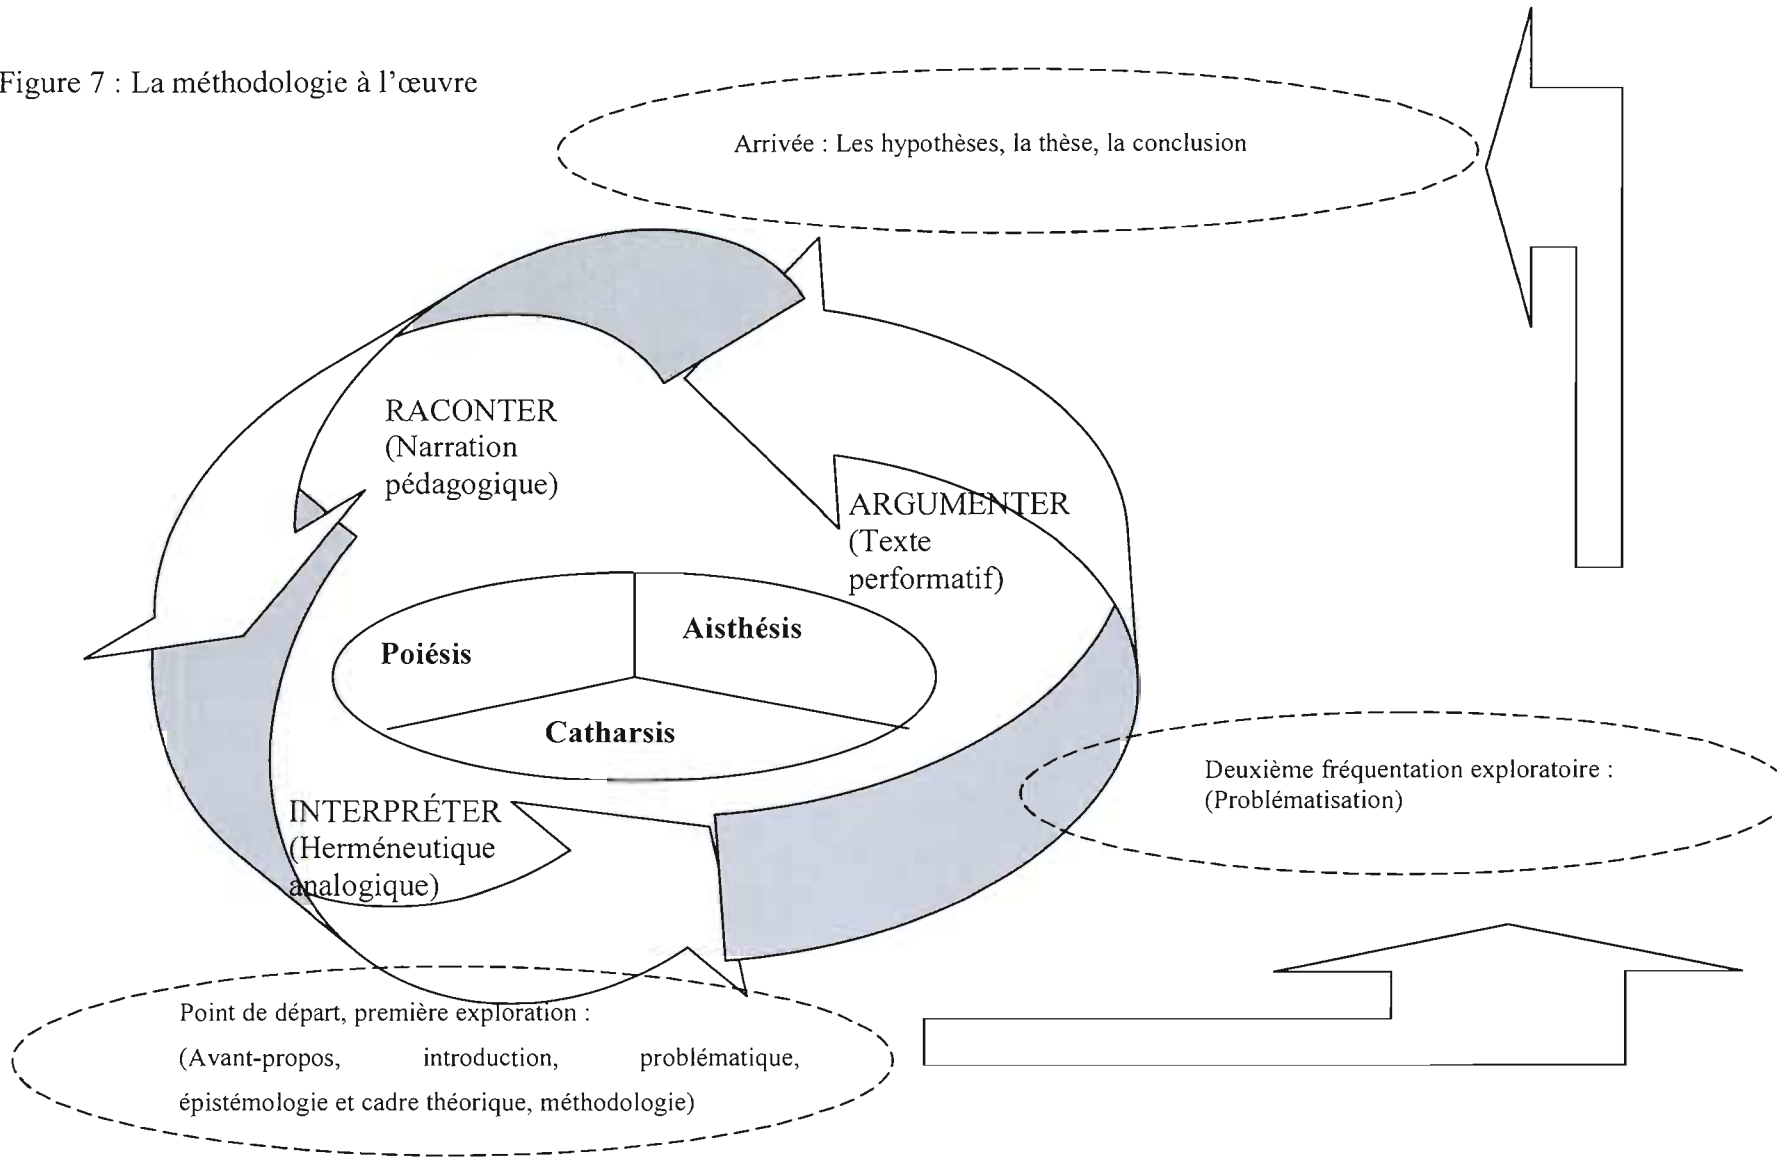 Figure 7 : La méthodologie à l'œuvre
Arrivée : Les hypothèses, la thèse, la conclusion
RACONTER
(Narration
pédagogique)
ARGUMENTER
(Texte
performatif)
Poiésis
Aisthésis
Catharsis
INTERPRÉTER
(Herméneutique
analogique)
Deuxième fréquentation exploratoire :
(Problématisation)
Point de départ, première exploration :
(Avant-propos, introduction, problématique,
épistémologie et cadre théorique, méthodologie)